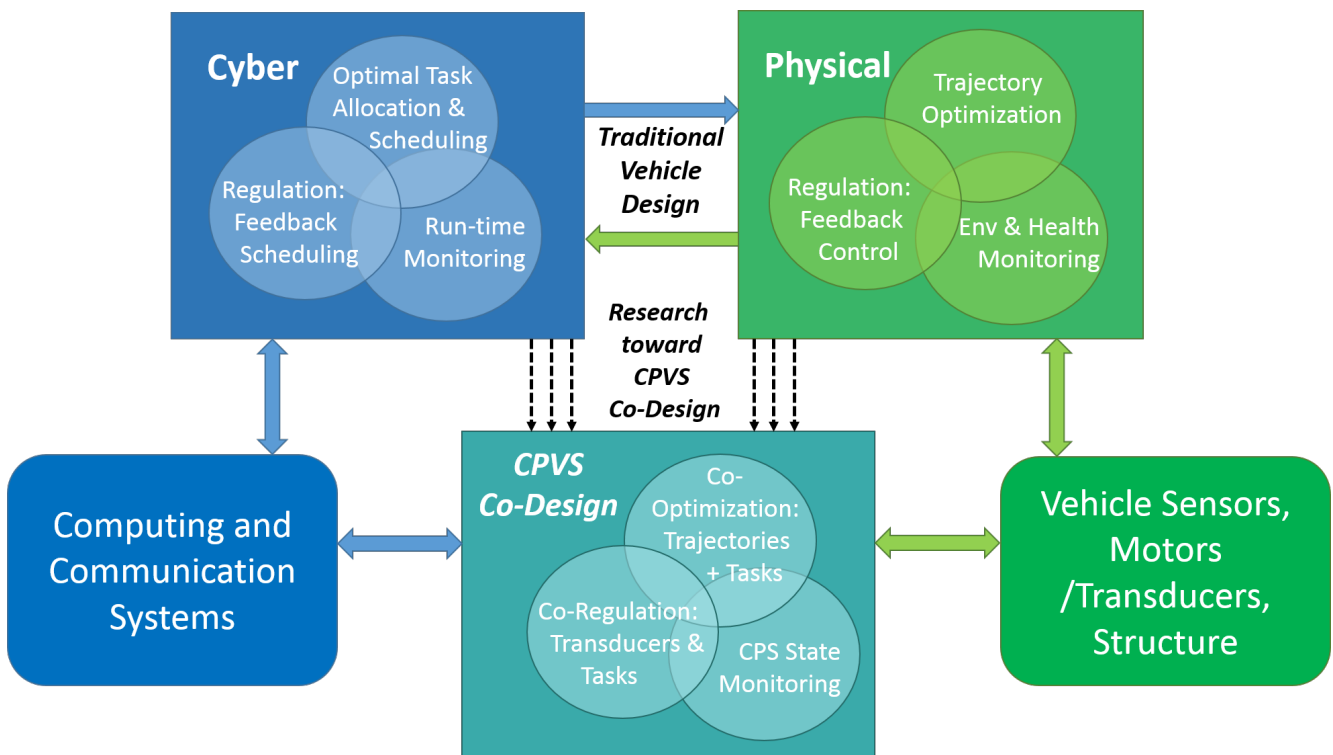 Cyber
Optimal Task
Allocation &
Scheduling
Regulation:
Feedback
Scheduling
Run-time
Monitoring
Traditional
Vehicle
Design
Physical
Trajectory
Optimization
Regulation:
Feedback
Control
Env & Health
Monitoring
Research
toward
CPVS
Co-Design
Computing and
Communication
Systems
CPVS
Co-Design
Co-
Optimization:
Trajectories
+ Tasks
Co-Regulation:
Transducers &
Tasks
CPS State
Monitoring
Vehicle Sensors,
Motors
/Transducers,
Structure